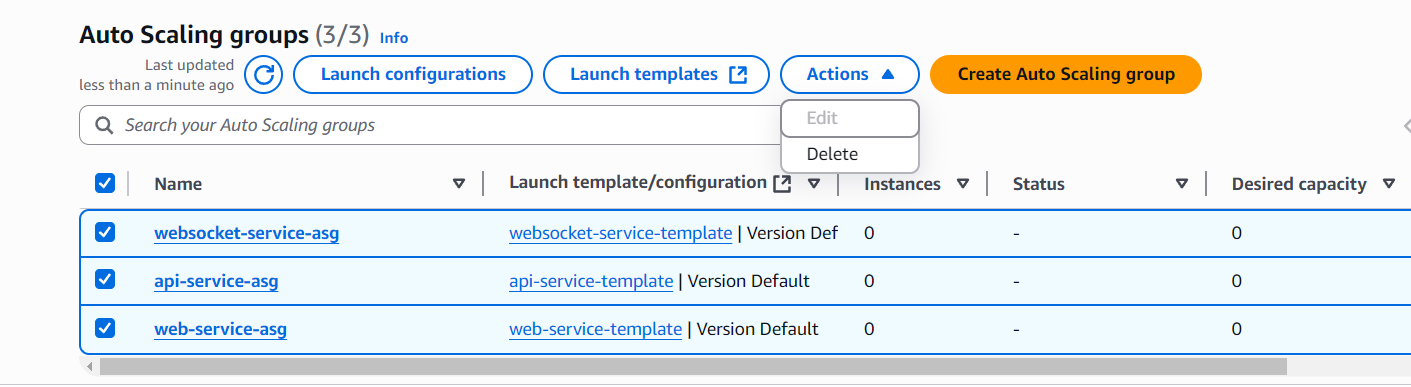 Auto Scaling groups (3/3) Info
Last updated
less than a minute ago
Launch configurations
Launch templates
Actions
Create Auto Scaling group
Search your Auto Scaling groups
Edit
Delete
Name Launch template/configuration Instances Status Desired capacity
websocket-service-asg websocket-service-template | Version Def 0 - 0
api-service-asg api-service-template | Version Default 0 - 0
web-service-asg web-service-template | Version Default 0 - 0